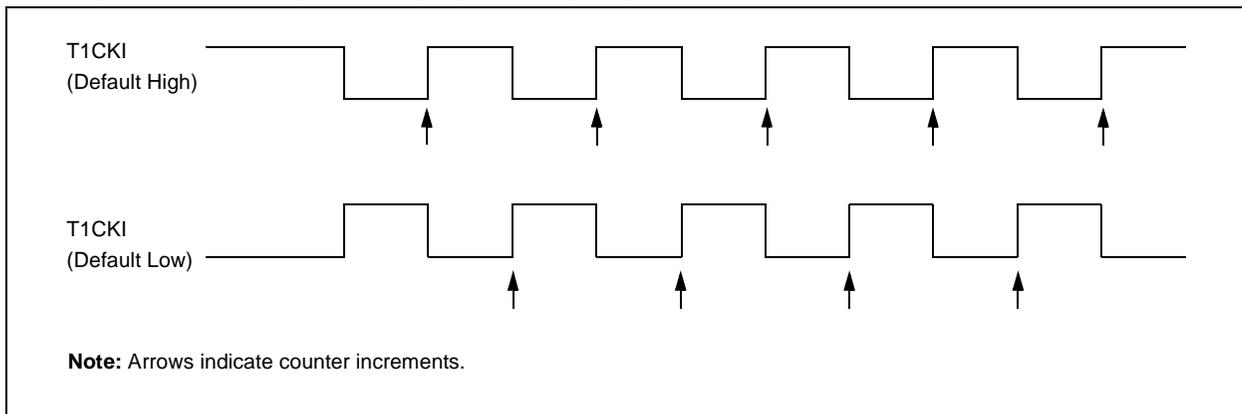 T1CKI
(Default High)
T1CKI
(Default Low)
Note: Arrows indicate counter increments.